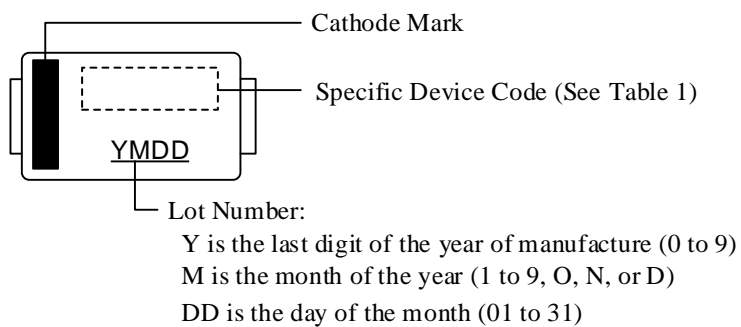 Cathode Mark
Specific Device Code (See Table 1)
YMDD
Lot Number:
Y is the last digit of the year of manufacture (0 to 9)
M is the month of the year (1 to 9, O, N, or D)
DD is the day of the month (01 to 31)